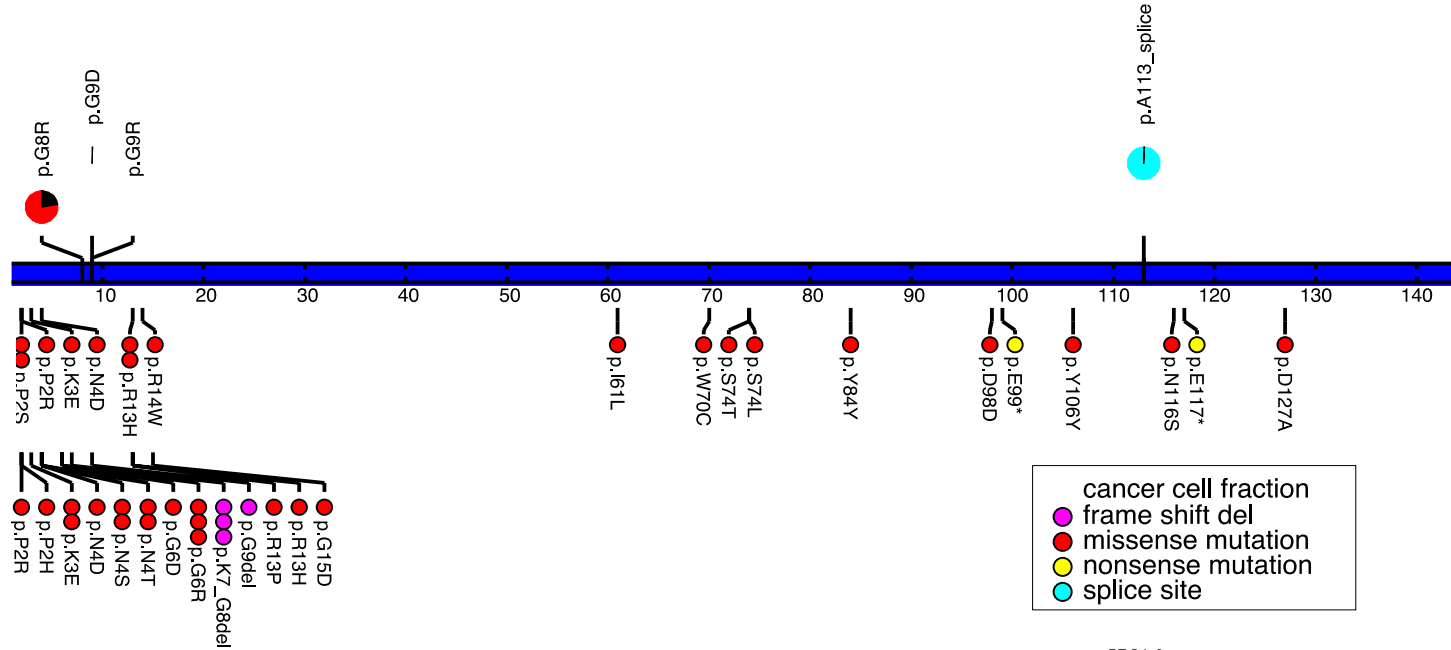 p.G8R
p.G9D
p.G9R
p.A113_splice
10 20 30 40 50 60 70 80 90 100 110 120 130 140
p.P2S
p.P2R
p.K3E
p.N4D
p.R13H
p.R14W
p.I61L
p.W70C
p.S74T
p.S74L
p.Y84Y
p.D98D
p.E99*
p.Y106Y
p.N116S
p.E117*
p.D127A
p.P2R
p.P2H
p.K3E
p.N4D
p.N4S
p.N4T
p.G6D
p.G6R
p.K7_G8del
p.G9del
p.R13P
p.R13H
p.G15D
cancer cell fraction
frame shift del
missense mutation
nonsense mutation
splice site